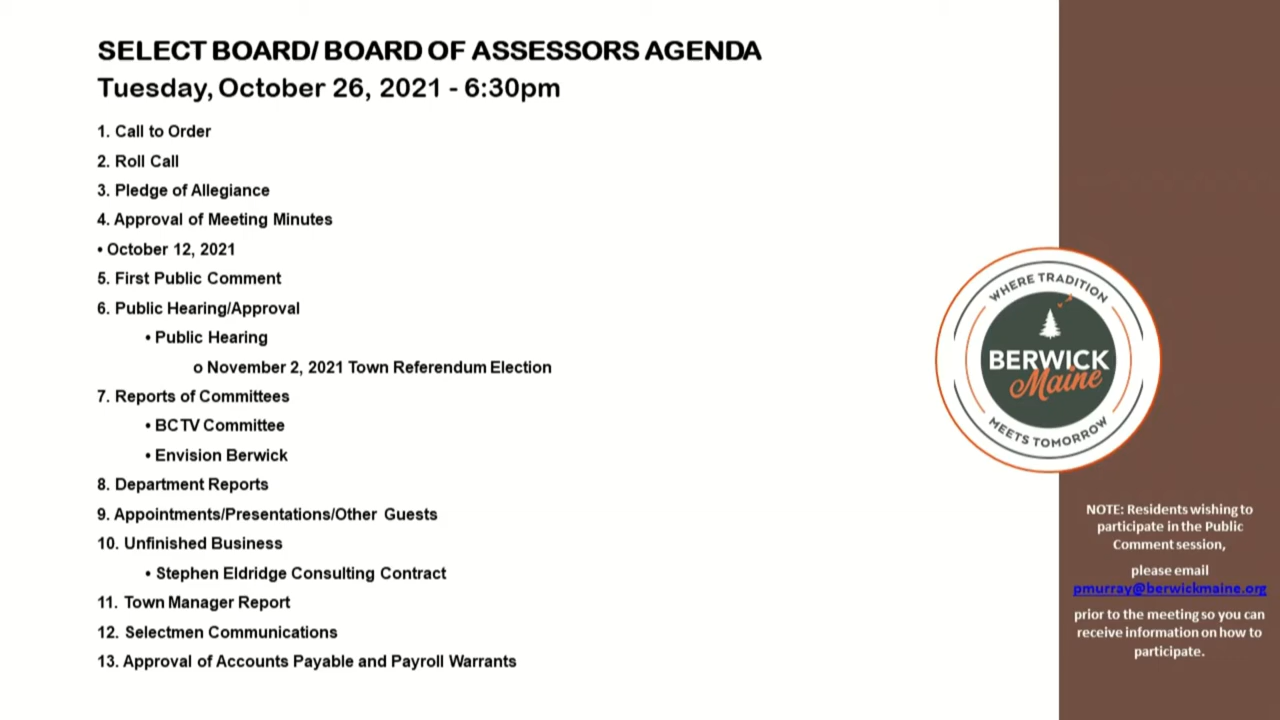 SELECT BOARD/ BOARD OF ASSESSORS AGENDA
Tuesday, October 26, 2021 - 6:30pm
1. Call to Order
2. Roll Call
3. Pledge of Allegiance
4. Approval of Meeting Minutes
• October 12, 2021
5. First Public Comment
6. Public Hearing/Approval
• Public Hearing
o November 2, 2021 Town Referendum Election
7. Reports of Committees
• BCTV Committee
• Envision Berwick
8. Department Reports
9. Appointments/Presentations/Other Guests
10. Unfinished Business
• Stephen Eldridge Consulting Contract
11. Town Manager Report
12. Selectmen Communications
13. Approval of Accounts Payable and Payroll Warrants
WHERE TRADITION
BERWICK
Maine
MEETS TOMORROW
NOTE: Residents wishing to
participate in the Public
Comment session,
please email
pmurray@berwickmaine.org
prior to the meeting so you can
receive information on how to
participate.